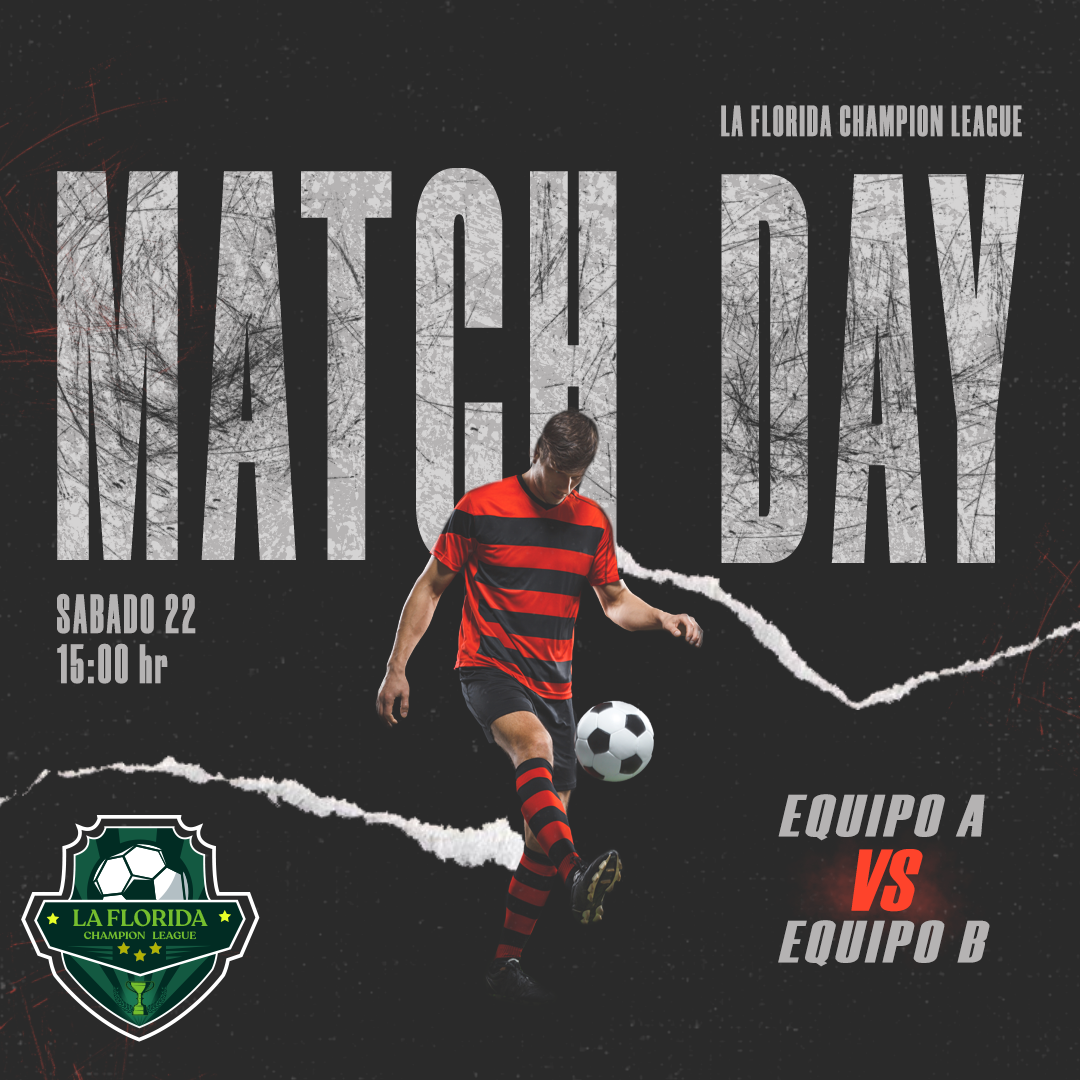 LA FLORIDA CHAMPION LEAGUE
MATCH DAY
SABADO 22
15:00 hr
EQUIPO A
VS
EQUIPO B
LA FLORIDA
CHAMPION LEAGUE